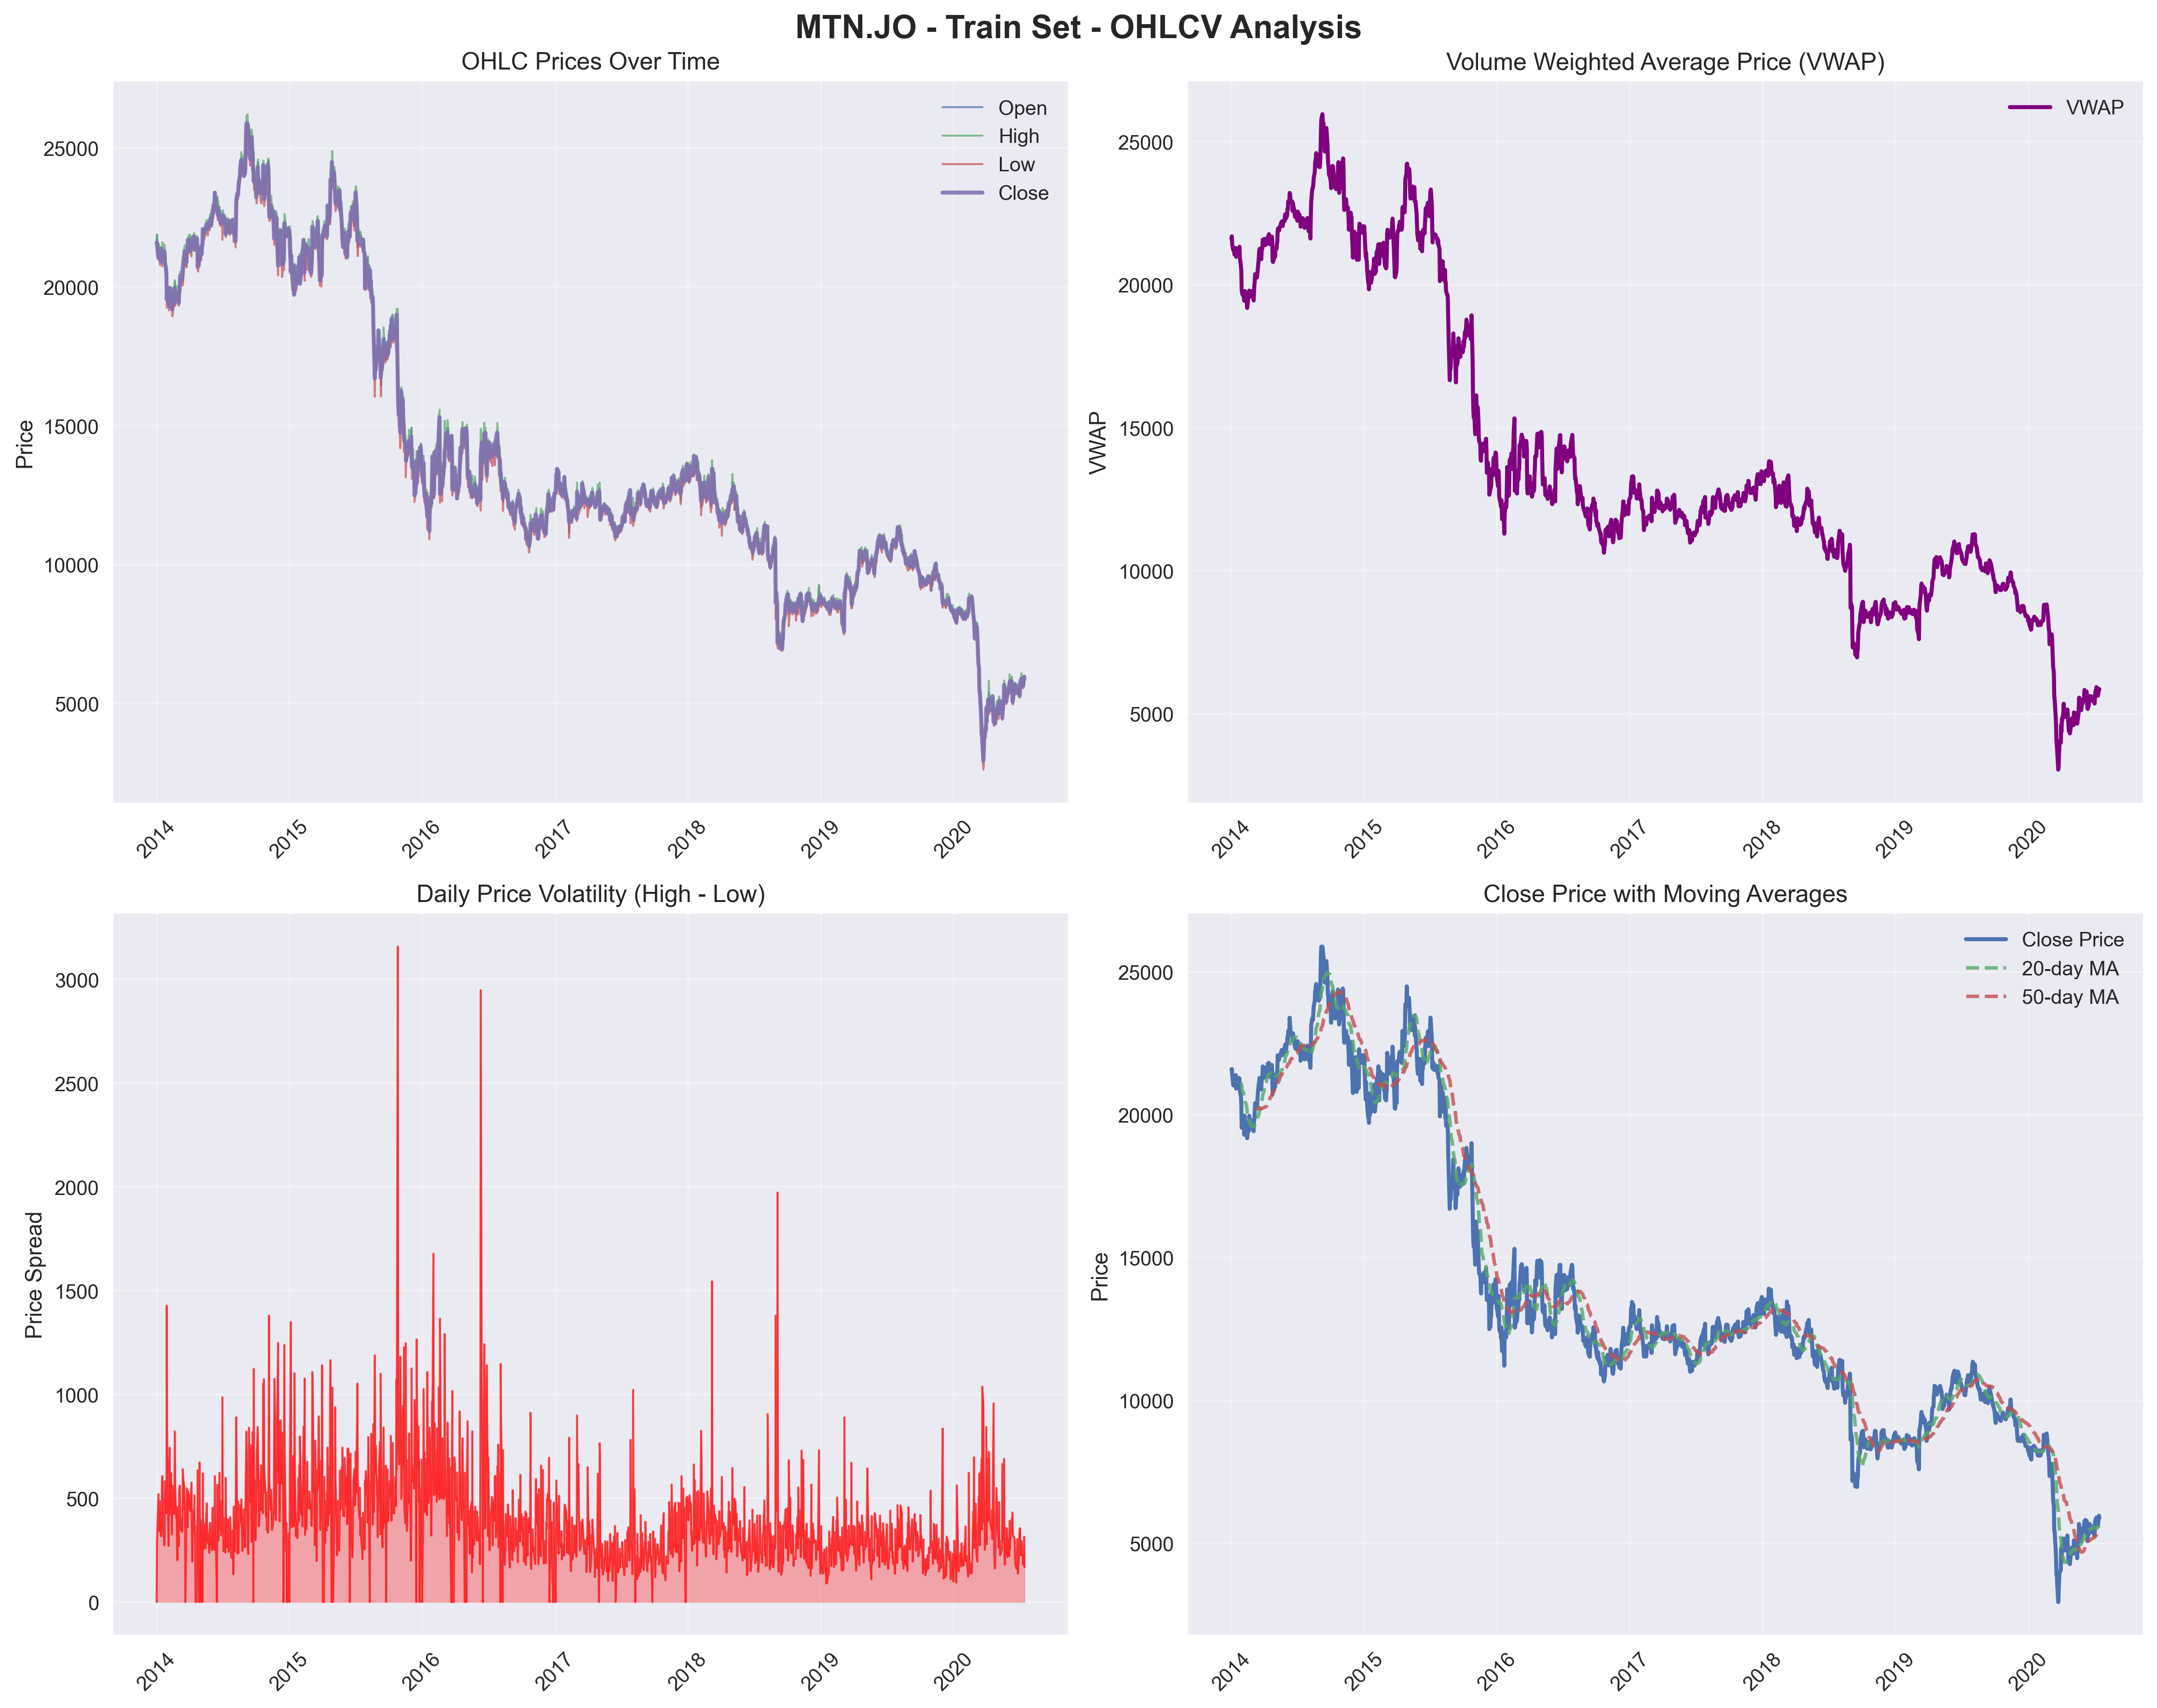 MTN.JO - Train Set - OHLCV Analysis
OHLC Prices Over Time
Price
25000
20000
15000
10000
5000
Open
High
Low
Close
2014
2015
2016
2017
2018
2019
2020
Volume Weighted Average Price (VWAP)
VWAP
25000
20000
15000
10000
5000
VWAP
2014
2015
2016
2017
2018
2019
2020
Daily Price Volatility (High - Low)
Price Spread
3000
2500
2000
1500
1000
500
0
2014
2015
2016
2017
2018
2019
2020
Close Price with Moving Averages
Price
25000
20000
15000
10000
5000
Close Price
20-day MA
50-day MA
2014
2015
2016
2017
2018
2019
2020